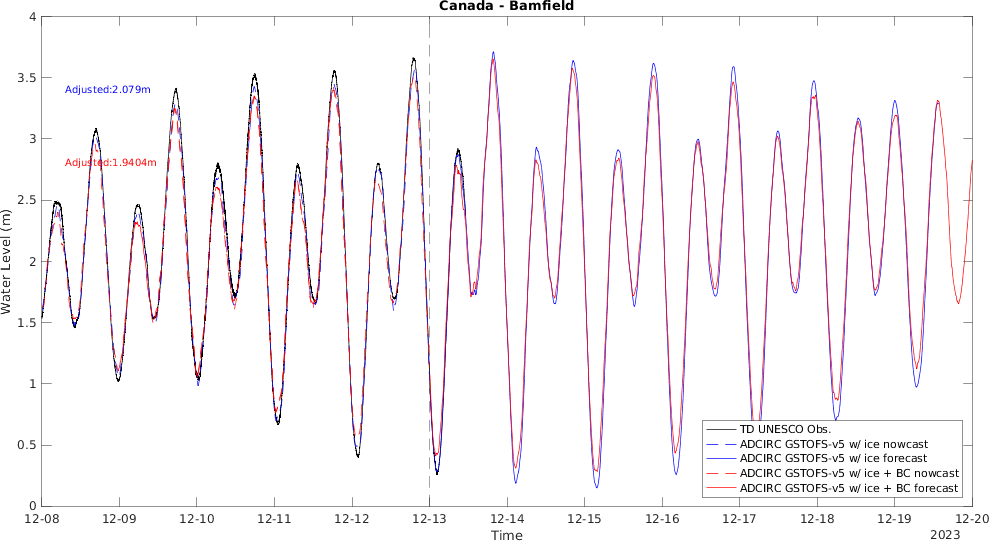 Canada - Bamfield
4
3.5
3
2.5
2
1.5
1
0.5
0
Water Level (m)
Adjusted:2.079m
Adjusted:1.9404m
TD UNESCO Obs.
ADCIRC GSTOFS-v5 w/ ice nowcast
ADCIRC GSTOFS-v5 w/ ice forecast
ADCIRC GSTOFS-v5 w/ ice + BC nowcast
ADCIRC GSTOFS-v5 w/ ice + BC forecast
12-08 12-09 12-10 12-11 12-12 12-13 12-14 12-15 12-16 12-17 12-18 12-19 12-20
Time
2023